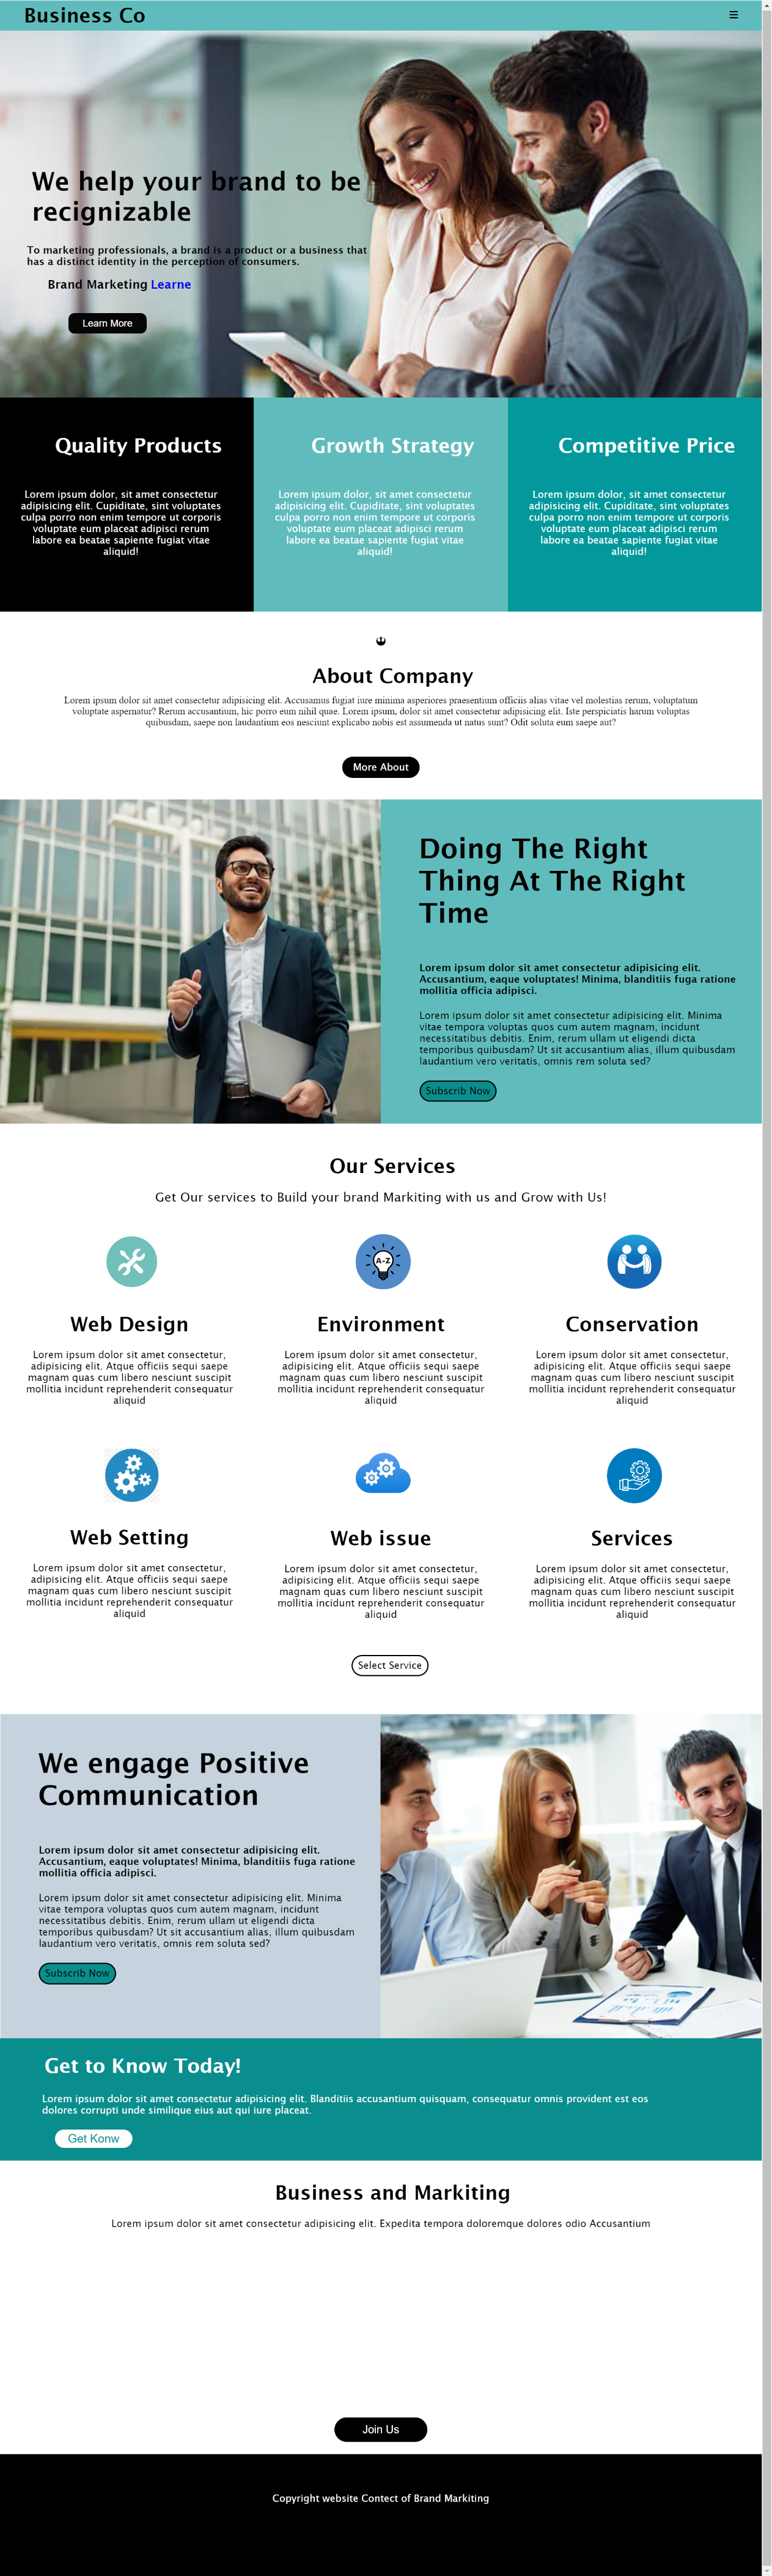 Business Co
We help your brand to be
recignizable
To marketing professionals, a brand is a product or a business that
has a distinct identity in the perception of consumers.
Brand Marketing Learne
Learn More
Quality Products
Lorem ipsum dolor, sit amet consectetur
adipisicing elit. Cupiditate, sint voluptates
culpa porro non enim tempore ut corporis
voluptate eum placeat adipisci rerum
labore ea beatae sapiente fugiat vitae
aliquid!
Growth Strategy
Lorem ipsum dolor, sit amet consectetur
adipisicing elit. Cupiditate, sint voluptates
culpa porro non enim tempore ut corporis
voluptate eum placeat adipisci rerum
labore ea beatae sapiente fugiat vitae
aliquid!
Competitive Price
Lorem ipsum dolor, sit amet consectetur
adipisicing elit. Cupiditate, sint voluptates
culpa porro non enim tempore ut corporis
voluptate eum placeat adipisci rerum
labore ea beatae sapiente fugiat vitae
aliquid!
About Company
Lorem ipsum dolor sit amet consectetur adipisicing elit. Accusamus fugiat iure minima asperiores praesentium officiis alias vitae vel molestias rerum, voluptatum
voluptate aspernatur? Rerum accusantium, hic porro eum nihil quae. Lorem ipsum, dolor sit amet consectetur adipisicing elit. Iste perspiciatis harum voluptas
quibusdam, saepe non laudantium eos nesciunt explicabo nobis est assumenda ut natus sunt? Odit soluta eum saepe aut?
More About
Doing The Right
Thing At The Right
Time
Lorem ipsum dolor sit amet consectetur adipisicing elit.
Accusantium, eaque voluptates! Minima, blanditiis fuga ratione
mollitia officia adipisci.
Lorem ipsum dolor sit amet consectetur adipisicing elit. Minima
vitae tempora voluptas quos cum autem magnam, incidunt
necessitatibus debitis. Enim, rerum ullam ut eligendi dicta
temporibus quibusdam? Ut sit accusantium alias, illum quibusdam
laudantium vero veritatis, omnis rem soluta sed?
Subscrib Now
Our Services
Get Our services to Build your brand Markiting with us and Grow with Us!
A-Z
Web Design
Lorem ipsum dolor sit amet consectetur,
adipisicing elit. Atque officiis sequi saepe
magnam quas cum libero nesciunt suscipit
mollitia incidunt reprehenderit consequatur
aliquid
Environment
Lorem ipsum dolor sit amet consectetur,
adipisicing elit. Atque officiis sequi saepe
magnam quas cum libero nesciunt suscipit
mollitia incidunt reprehenderit consequatur
aliquid
Conservation
Lorem ipsum dolor sit amet consectetur,
adipisicing elit. Atque officiis sequi saepe
magnam quas cum libero nesciunt suscipit
mollitia incidunt reprehenderit consequatur
aliquid
Web Setting
Lorem ipsum dolor sit amet consectetur,
adipisicing elit. Atque officiis sequi saepe
magnam quas cum libero nesciunt suscipit
mollitia incidunt reprehenderit consequatur
aliquid
Web issue
Lorem ipsum dolor sit amet consectetur,
adipisicing elit. Atque officiis sequi saepe
magnam quas cum libero nesciunt suscipit
mollitia incidunt reprehenderit consequatur
aliquid
Services
Lorem ipsum dolor sit amet consectetur,
adipisicing elit. Atque officiis sequi saepe
magnam quas cum libero nesciunt suscipit
mollitia incidunt reprehenderit consequatur
aliquid
Select Service
We engage Positive
Communication
Lorem ipsum dolor sit amet consectetur adipisicing elit.
Accusantium, eaque voluptates! Minima, blanditiis fuga ratione
mollitia officia adipisci.
Lorem ipsum dolor sit amet consectetur adipisicing elit. Minima
vitae tempora voluptas quos cum autem magnam, incidunt
necessitatibus debitis. Enim, rerum ullam ut eligendi dicta
temporibus quibusdam? Ut sit accusantium alias, illum quibusdam
laudantium vero veritatis, omnis rem soluta sed?
Subscrib Now
Get to Know Today!
Lorem ipsum dolor sit amet consectetur adipisicing elit. Blanditiis accusantium quisquam, consequatur omnis provident est eos
dolores corrupti unde similique eius aut qui iure placeat.
Get Konw
Business and Markiting
Lorem ipsum dolor sit amet consectetur adipisicing elit. Expedita tempora doloremque dolores odio Accusantium
Join Us
Copyright website Contect of Brand Markiting